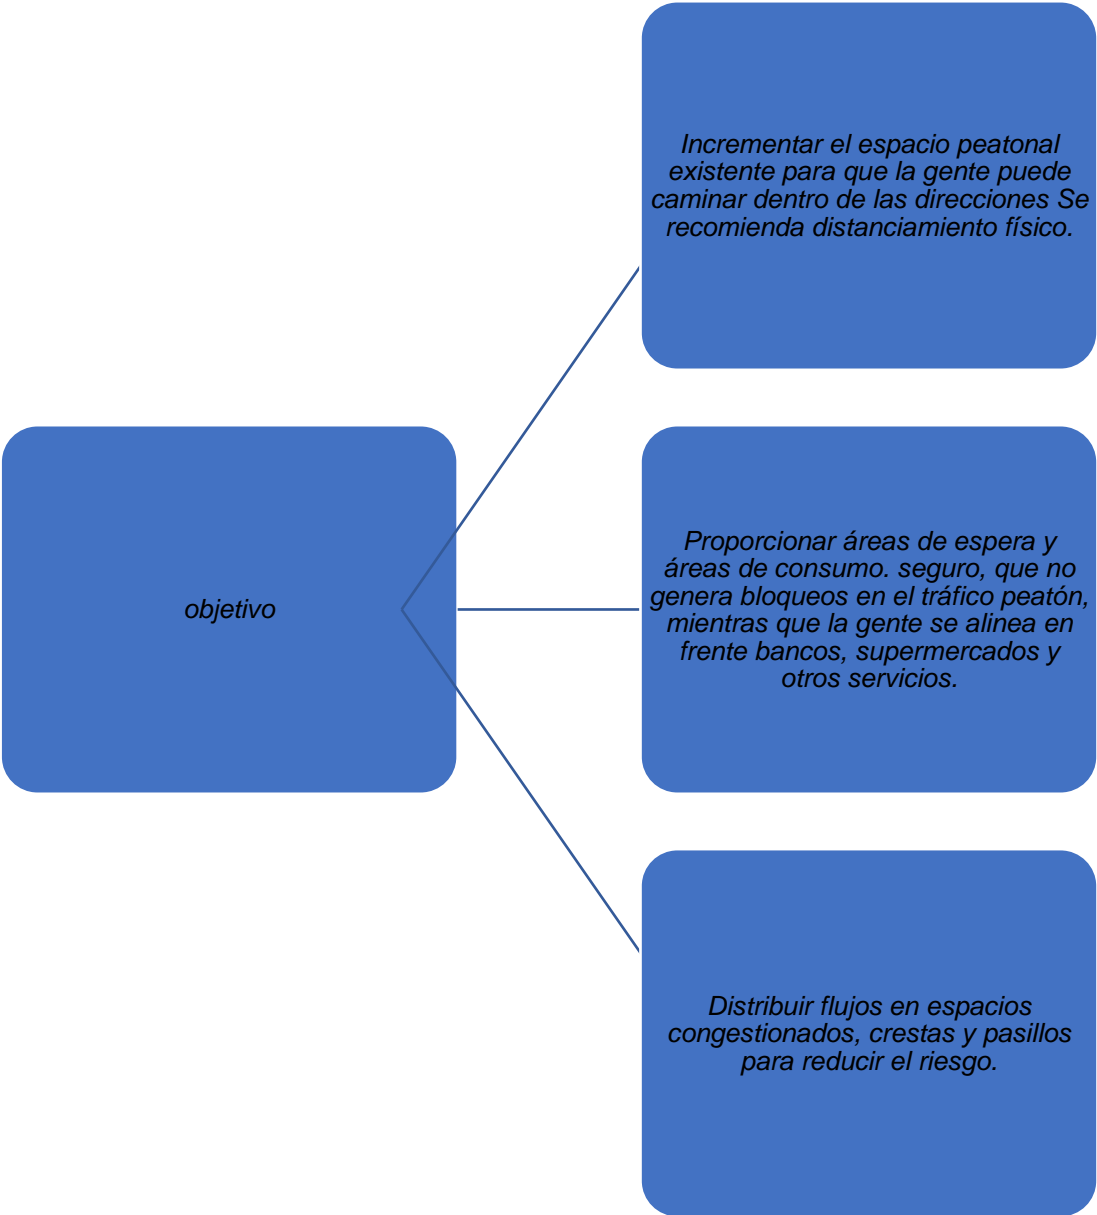 Incrementar el espacio peatonal
existente para que la gente puede
caminar dentro de las direcciones Se
recomienda distanciamiento físico.
objetivo
Proporcionar áreas de espera y
áreas de consumo. seguro, que no
genera bloqueos en el tráfico peatón,
mientras que la gente se alinea en
frente bancos, supermercados y
otros servicios.
Distribuir flujos en espacios
congestionados, crestas y pasillos
para reducir el riesgo.